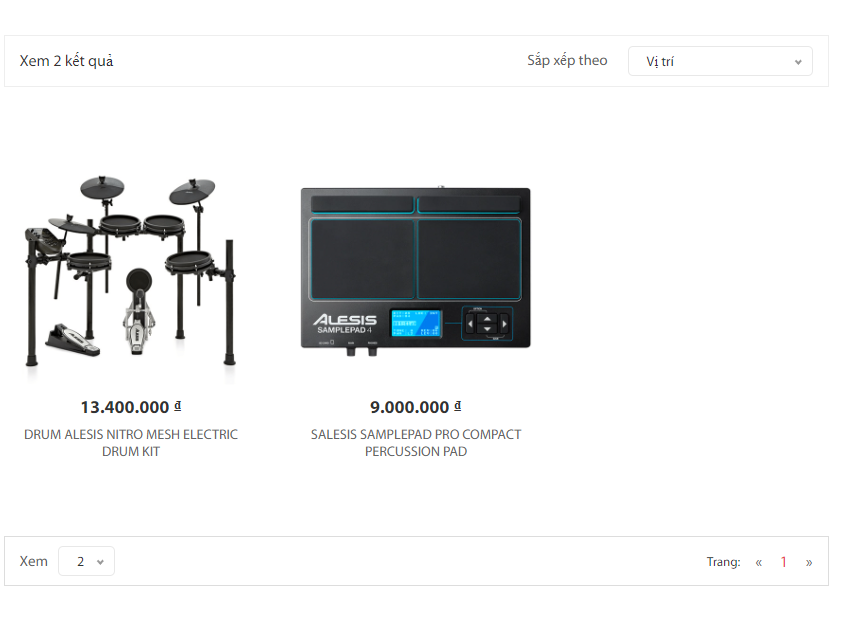 Xem 2 kết quả
Sắp xếp theo
Vị trí
ALESIS
SAMPLEPAD 4
13.400.000 ₫
9.000.000 ₫
DRUM ALESIS NITRO MESH ELECTRIC
DRUM KIT
SALESIS SAMPLEPAD PRO COMPACT
PERCUSSION PAD
Xem
2
Trang: « 1 »